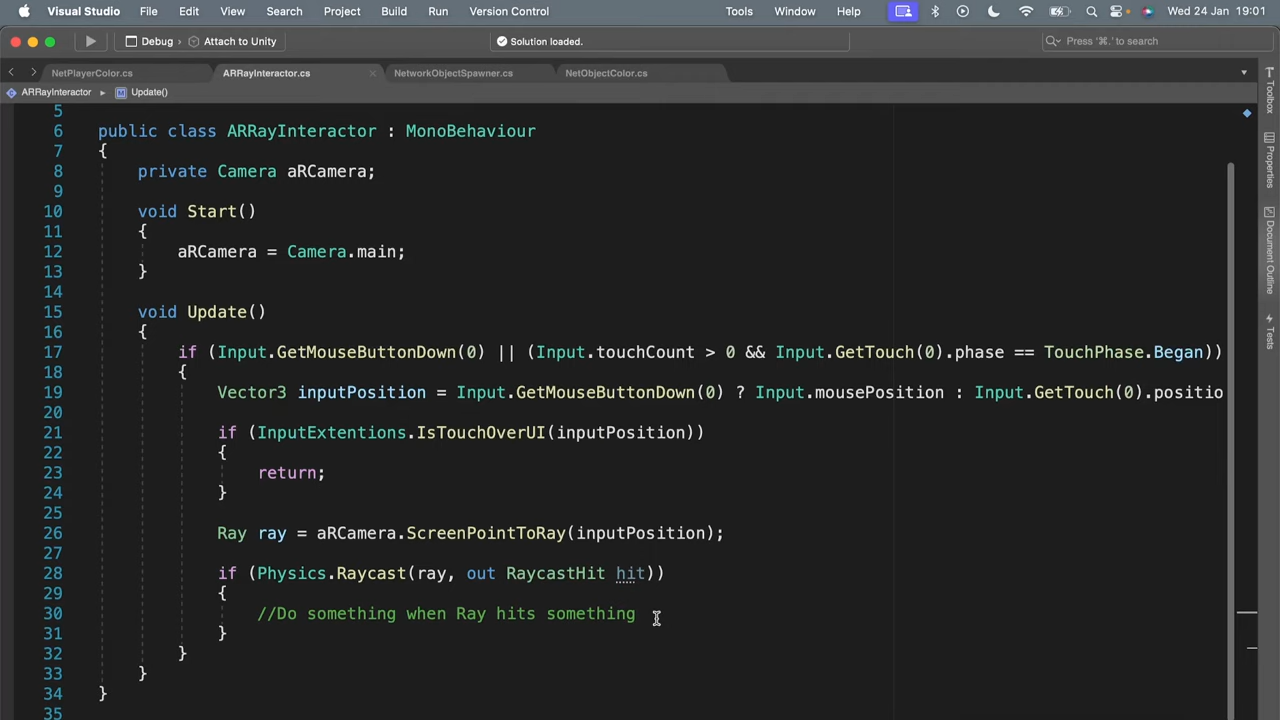 Visual Studio File Edit View Search Project Build Run Version Control Tools Window Help Wed 24 Jan 19:01
Debug > Attach to Unity Solution loaded. Press '⌘.' to search
NetPlayerColor.cs ARRayInteractor.cs NetworkObjectSpawner.cs NetObjectColor.cs
ARRayInteractor Update()
Toolbox
Properties
Document Outline
Tests
5
6 public class ARRayInteractor : MonoBehaviour
7 {
8 private Camera aRCamera;
9
10 void Start()
11 {
12 aRCamera = Camera.main;
13 }
14
15 void Update()
16 {
17 if (Input.GetMouseButtonDown(0) || (Input.touchCount > 0 && Input.GetTouch(0).phase == TouchPhase.Began))
18 {
19 Vector3 inputPosition = Input.GetMouseButtonDown(0) ? Input.mousePosition : Input.GetTouch(0).positio
20
21 if (InputExtentions.IsTouchOverUI(inputPosition))
22 {
23 return;
24 }
25
26 Ray ray = aRCamera.ScreenPointToRay(inputPosition);
27
28 if (Physics.Raycast(ray, out RaycastHit hit))
29 {
30 //Do something when Ray hits something
31 }
32 }
33 }
34 }
35